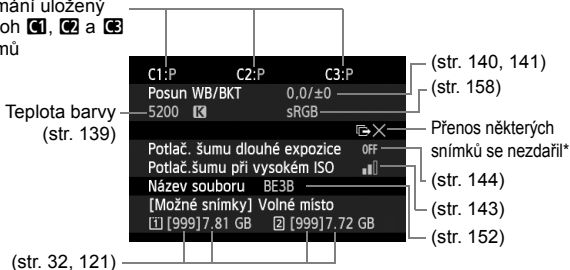 mání uložený
oh C1, C2 a C3
mů
C1:P C2:P C3:P
Posun WB/BKT 0,0/±0
5200 K sRGB
Potlač. šumu dlouhé expozice OFF
Potlač.šumu při vysokém ISO
Název souboru BE3B
[Možné snímky] Volné místo
1 [999]7.81 GB 2 [999]7.72 GB
Teplota barvy
(str. 139)
(str. 32, 121)
(str. 140, 141)
(str. 158)
Přenos některých
snímků se nezdařil*
(str. 144)
(str. 143)
(str. 152)